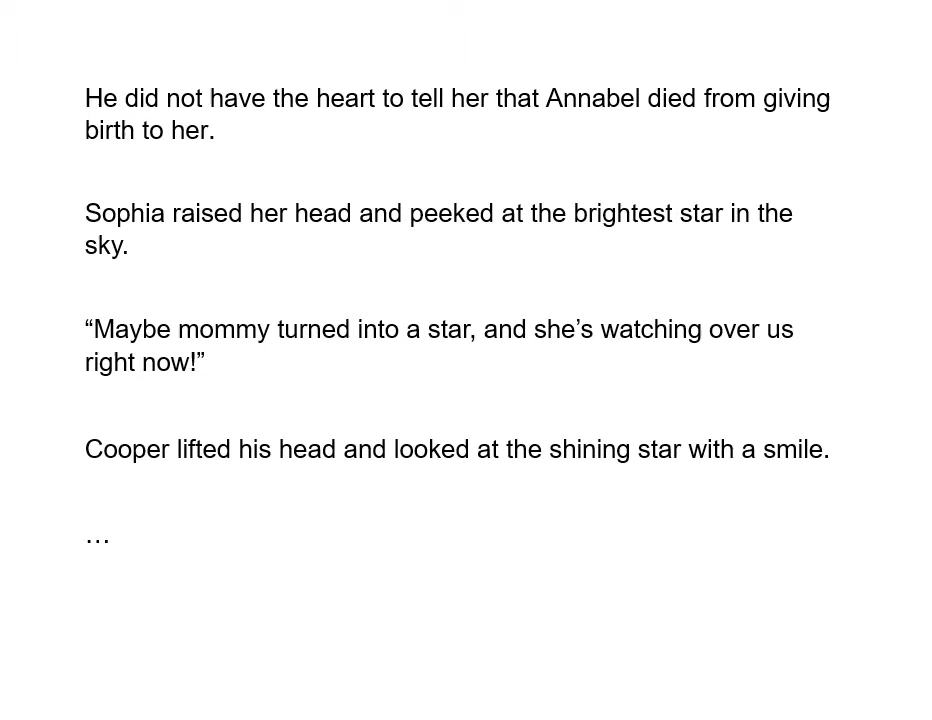 He did not have the heart to tell her that Annabel died from giving
birth to her.
Sophia raised her head and peeked at the brightest star in the
sky.
“Maybe mommy turned into a star, and she’s watching over us
right now!”
Cooper lifted his head and looked at the shining star with a smile.
…